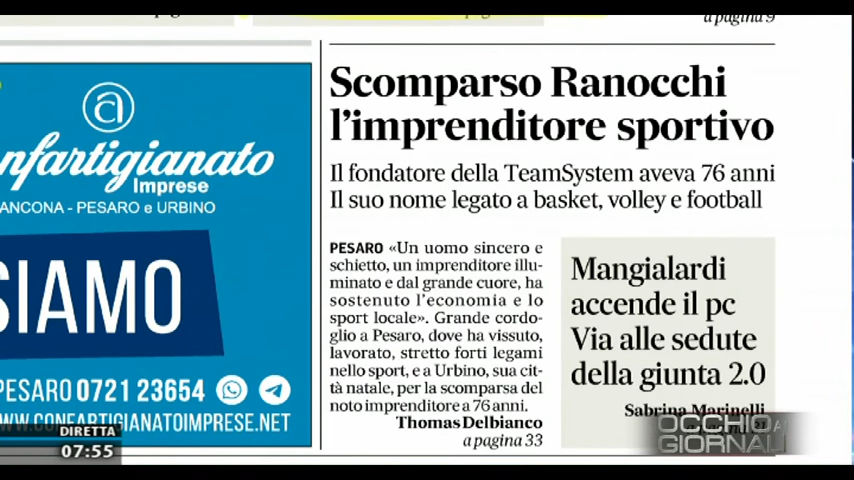 a pagina 9
Scomparso Ranocchi
l'imprenditore sportivo
Il fondatore della TeamSystem aveva 76 anni
Il suo nome legato a basket, volley e football
PESARO «Un uomo sincero e
schietto, un imprenditore illu-
minato e dal grande cuore, ha
sostenuto l'economia e lo
sport locale». Grande cordo-
glio a Pesaro, dove ha vissuto,
lavorato, stretto forti legami
nello sport, e a Urbino, sua cit-
tà natale, per la scomparsa del
noto imprenditore a 76 anni.
Thomas Delbianco
a pagina 33
Mangialardi
accende il pc
Via alle sedute
della giunta 2.0
Sabrina Marinelli
a
nfartigianato
Imprese
ANCONA - PESARO e URBINO
SIAMO
PESARO 0721 23654
WWW.CONFARTIGIANATOIMPRESE.NET
DIRETTA
07:55
OCCHIO AI
GIORNALI